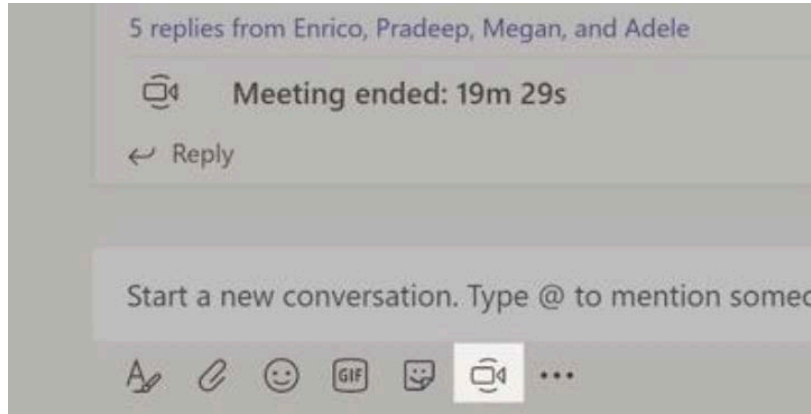 5 replies from Enrico, Pradeep, Megan, and Adele
Meeting ended: 19m 29s
Reply
Start a new conversation. Type @ to mention
GIF